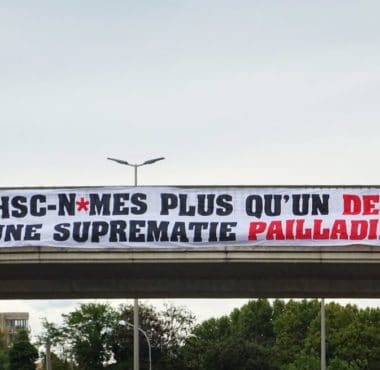 HSC-N*MES PLUS QU'UN DE
UNE SUPREMATIE PAILLADI